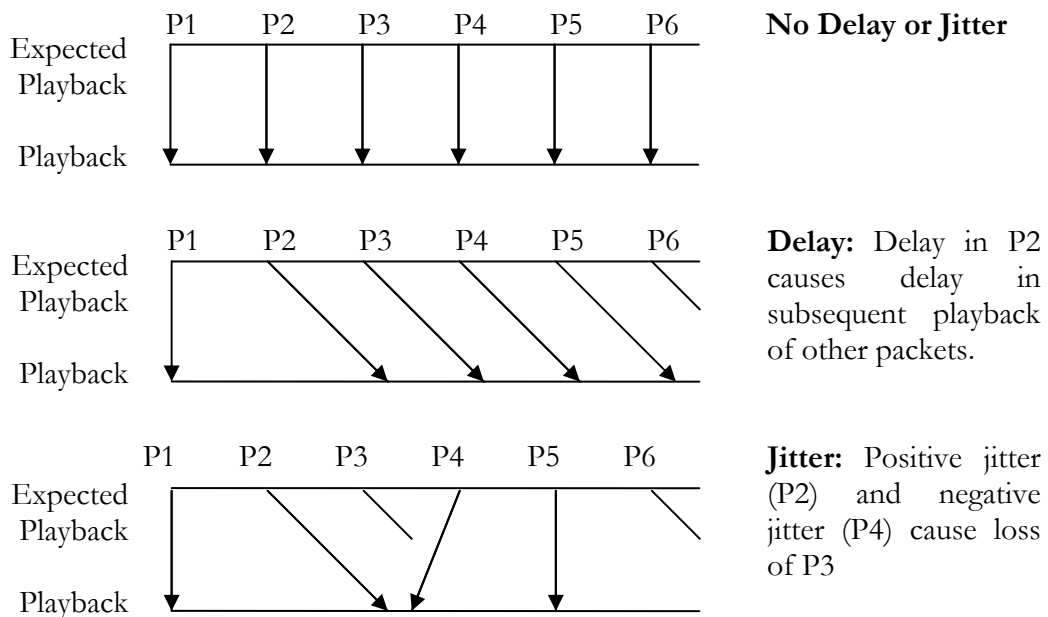 P1 P2 P3 P4 P5 P6
Expected
Playback
Playback
No Delay or Jitter
P1 P2 P3 P4 P5 P6
Expected
Playback
Playback
Delay: Delay in P2
causes delay in
subsequent playback
of other packets.
P1 P2 P3 P4 P5 P6
Expected
Playback
Playback
Jitter: Positive jitter
(P2) and negative
jitter (P4) cause loss
of P3